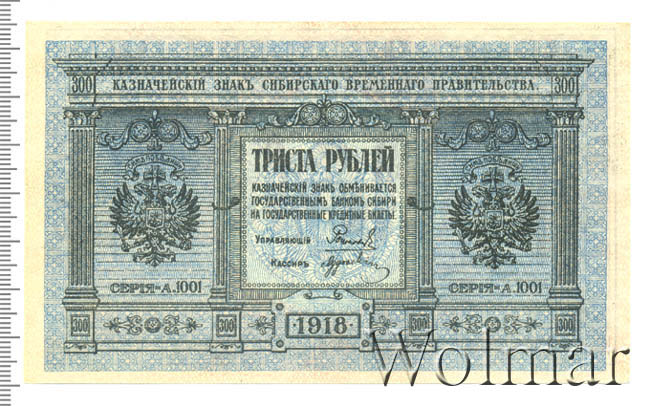 300 КАЗНАЧЕЙСКІЙ ЗНАКЪ СИБИРСКАГО ВРЕМЕННАГО ПРАВИТЕЛЬСТВА. 300
ТРИСТА РУБЛЕЙ
КАЗНАЧЕЙСКІЙ ЗНАКЪ ОБМѢНИВАЕТСЯ
ГОСУДАРСТВЕННЫМЪ БАНКОМЪ СИБИРИ
НА ГОСУДАРСТВЕННЫЕ КРЕДИТНЫЕ БИЛЕТЫ.
УПРАВЛЯЮЩІЙ
КАССИРЪ
СЕРІЯ-А.1001
СЕРІЯ-А.1001
300 300 1918 300 300
Wolmar